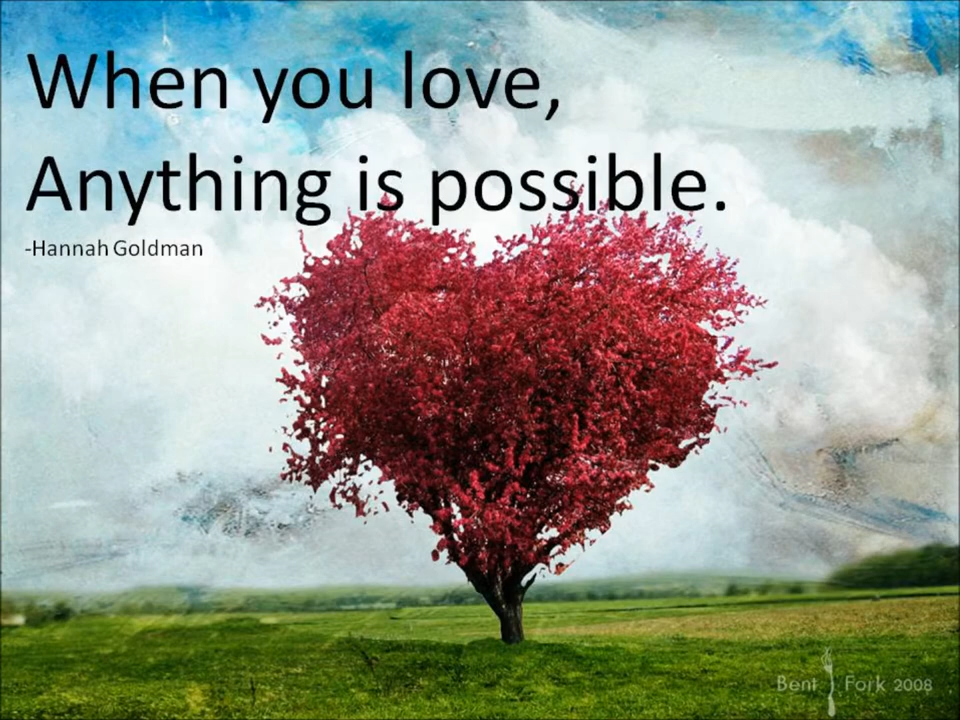 When you love,
Anything is possible.
-Hannah Goldman
Bent Fork 2008